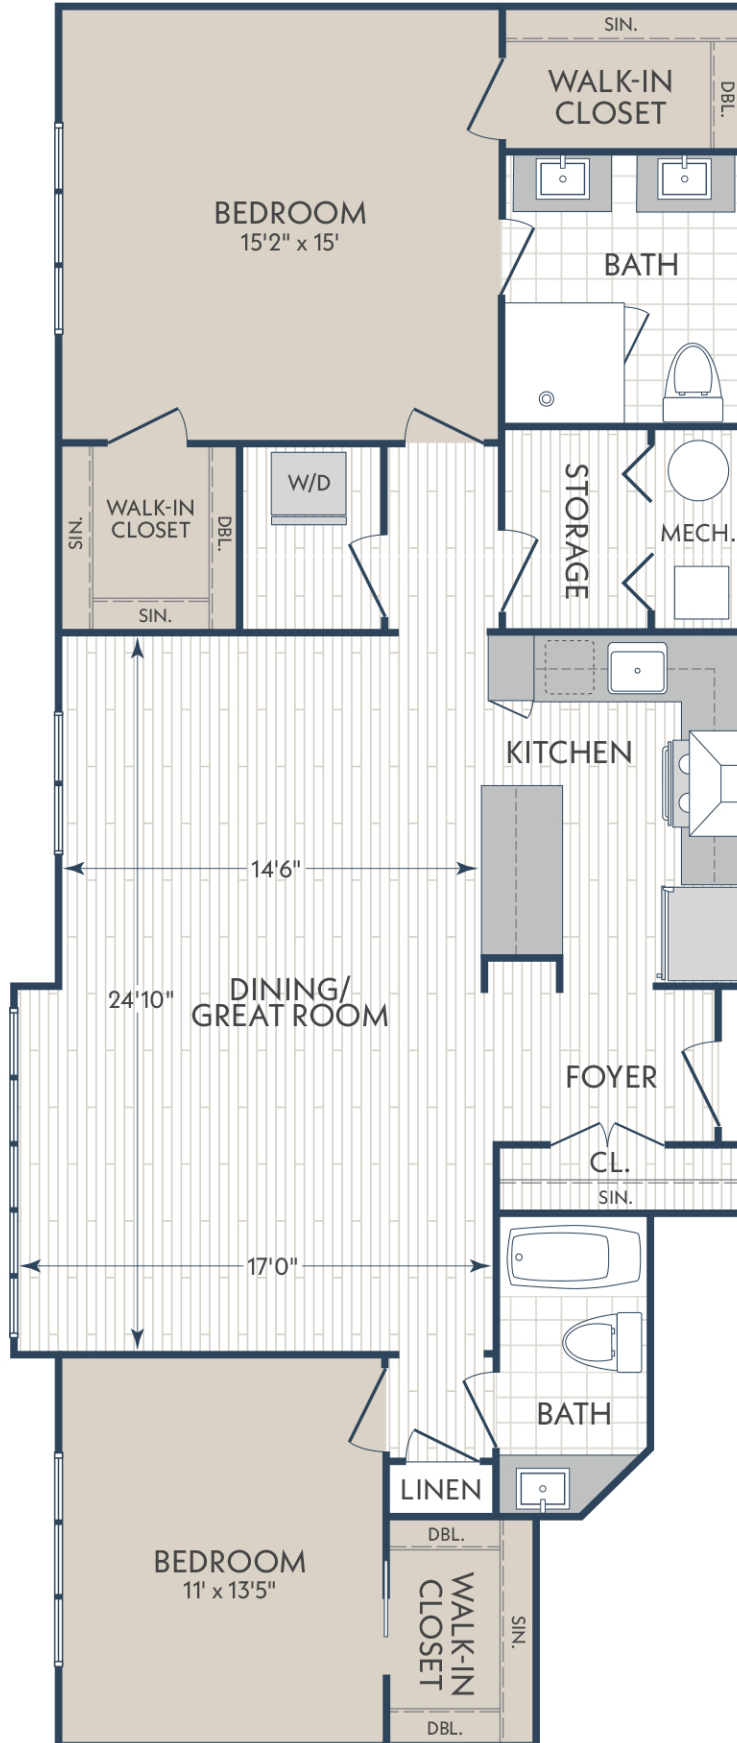 SIN.
WALK-IN
CLOSET
DBL.
BEDROOM
15'2" x 15'
BATH
WALK-IN
CLOSET
SIN.
DBL.
SIN.
W/D
STORAGE
MECH.
KITCHEN
14'6"
24'10"
DINING/
GREAT ROOM
FOYER
CL.
SIN.
17'0"
BATH
LINEN
BEDROOM
11' x 13'5"
DBL.
WALK-IN
CLOSET
SIN.
DBL.